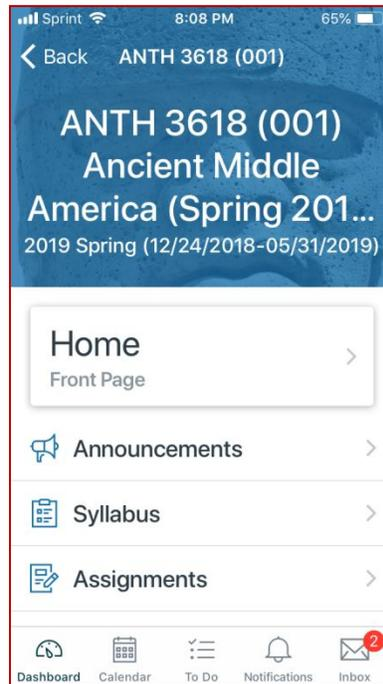 Sprint 8:08 PM 65%
Back ANTH 3618 (001)
ANTH 3618 (001)
Ancient Middle
America (Spring 201...
2019 Spring (12/24/2018-05/31/2019)
Home
Front Page
Announcements
Syllabus
Assignments
2
Dashboard Calendar To Do Notifications Inbox